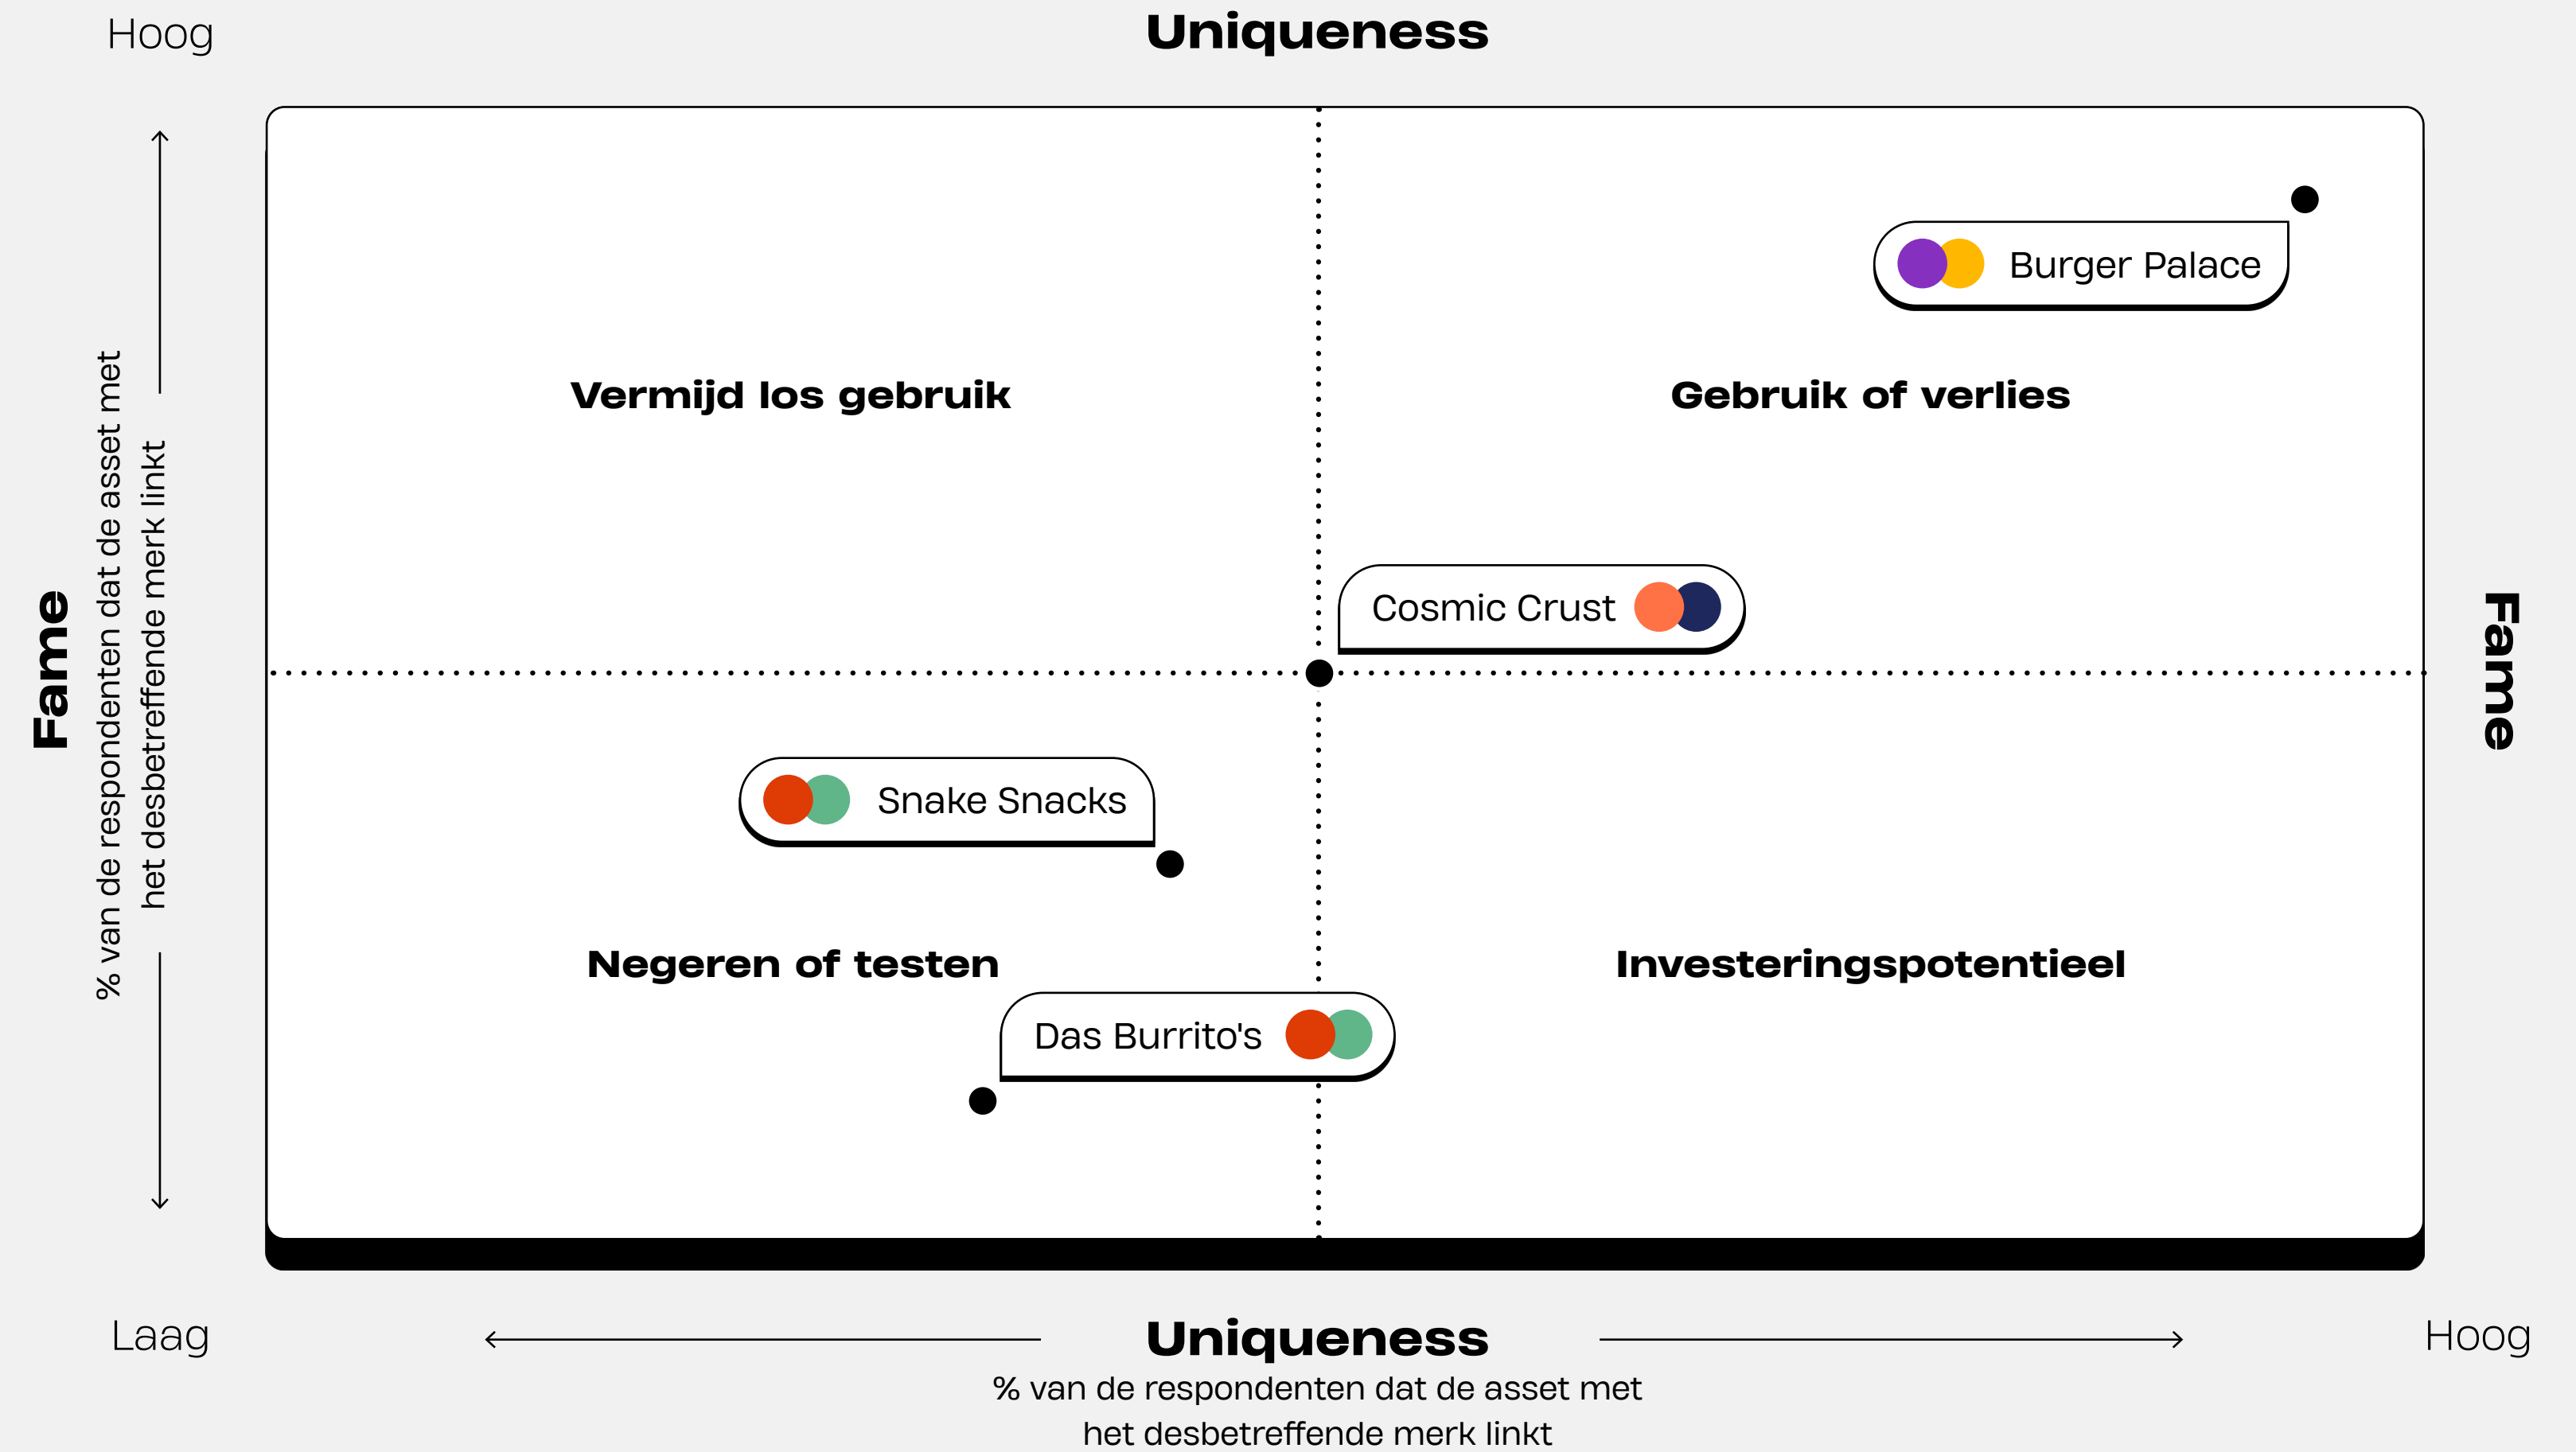 Hoog
Uniqueness
Fame
% van de respondenten dat de asset met
het desbetreffende merk linkt
Burger Palace
Vermijd los gebruik
Gebruik of verlies
Cosmic Crust
Fame
Snake Snacks
Negeren of testen
Investeringspotentieel
Das Burrito's
Laag
Uniqueness
Hoog
% van de respondenten dat de asset met
het desbetreffende merk linkt